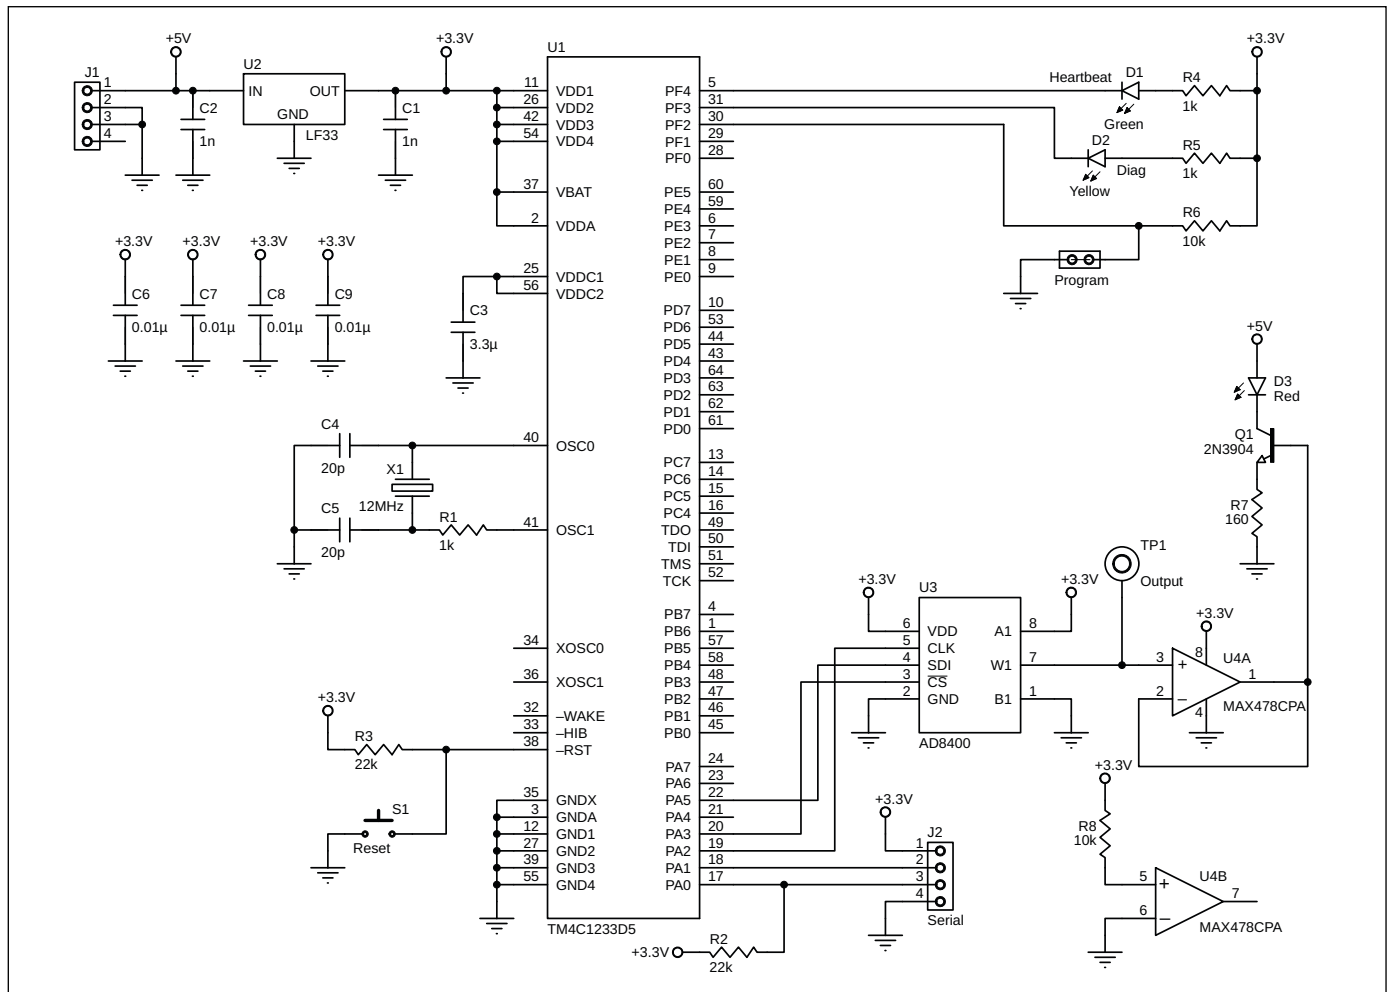 J1
1
2
3
4
+5V
C2
1n
U2
IN
OUT
GND
LF33
C1
1n
+3.3V
+3.3V
C6
0.01µ
+3.3V
C7
0.01µ
+3.3V
C8
0.01µ
+3.3V
C9
0.01µ
C3
3.3µ
C4
20p
X1
12MHz
C5
20p
R1
1k
+3.3V
R3
22k
S1
Reset
U1
11 VDD1
26 VDD2
42 VDD3
54 VDD4
37 VBAT
2 VDDA
25 VDDC1
56 VDDC2
40 OSC0
41 OSC1
34 XOSC0
36 XOSC1
32 –WAKE
33 –HIB
38 –RST
35 GNDX
3 GNDA
12 GND1
27 GND2
39 GND3
55 GND4
PF4 5
PF3 31
PF2 30
PF1 29
PF0 28
PE5 60
PE4 59
PE3 6
PE2 7
PE1 8
PE0 9
PD7 10
PD6 53
PD5 44
PD4 43
PD3 64
PD2 63
PD1 62
PD0 61
PC7 13
PC6 14
PC5 15
PC4 16
TDO 49
TDI 50
TMS 51
TCK 52
PB7 4
PB6 1
PB5 57
PB4 58
PB3 48
PB2 47
PB1 46
PB0 45
PA7 24
PA6 23
PA5 22
PA4 21
PA3 20
PA2 19
PA1 18
PA0 17
TM4C1233D5
+3.3V
R2
22k
+3.3V
Heartbeat
D1
Green
R4
1k
D2
Diag
Yellow
R5
1k
R6
10k
Program
+5V
D3
Red
Q1
2N3904
R7
160
TP1
Output
+3.3V
U3
+3.3V
6 VDD
5 CLK
4 SDI
3 CS
2 GND
A1 8
W1 7
B1 1
AD8400
+3.3V
3
2
8
4
1
U4A
MAX478CPA
+3.3V
J2
1
2
3
4
Serial
+3.3V
R8
10k
5
6
7
U4B
MAX478CPA